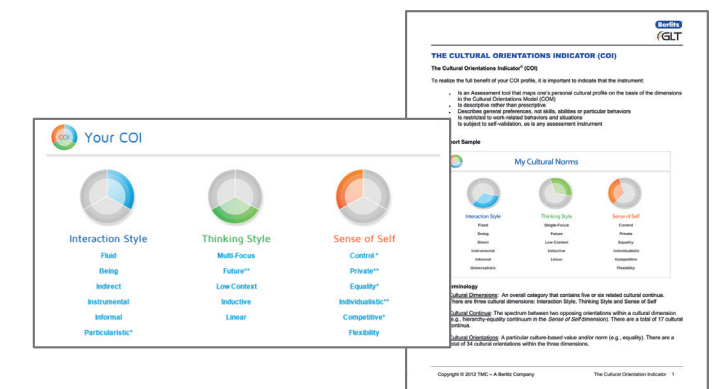 COI Your COI
Interaction Style
Fluid
Being
Indirect
Instrumental
Informal
Particularistic*
Thinking Style
Multi-Focus
Future**
Low Context
Inductive
Linear
Sense of Self
Control *
Private**
Equality*
Individualistic**
Competitive*
Flexibility
Berlitz
GLT
THE CULTURAL ORIENTATIONS INDICATOR (COI)
The Cultural Orientations Indicator® (COI)
To realize the full benefit of your COI profile, it is important to indicate that the instrument:
Is an Assessment tool that maps one's personal cultural profile on the basis of the dimensions
in the Cultural Orientations Model (COM)
Is descriptive rather than prescriptive
Describes general preferences, not skills, abilities or particular behaviors
Is restricted to work-related behaviors and situations
Is subject to self-validation, as is any assessment instrument
ort Sample
My Cultural Norms
Interaction Style
Fixed
Doing
Direct
Instrumental
Informal
Universalistic
Thinking Style
Single-Focus
Future
Low-Context
Inductive
Linear
Sense of Self
Control
Private
Equality
Individualistic
Competitive
Flexibility
rminology
Cultural Dimensions: An overall category that contains five or six related cultural continua.
There are three cultural dimensions: Interaction Style, Thinking Style and Sense of Self
Cultural Continua: The spectrum between two opposing orientations within a cultural dimension
(e.g., hierarchy-equality continuum in the Sense of Self dimension). There are a total of 17 cultural
continua.
Cultural Orientations: A particular culture-based value and/or norm (e.g., equality). There are a
total of 34 cultural orientations within the three dimensions.
Copyright © 2012 TMC – A Berlitz Company The Cultural Orientation Indicator 1